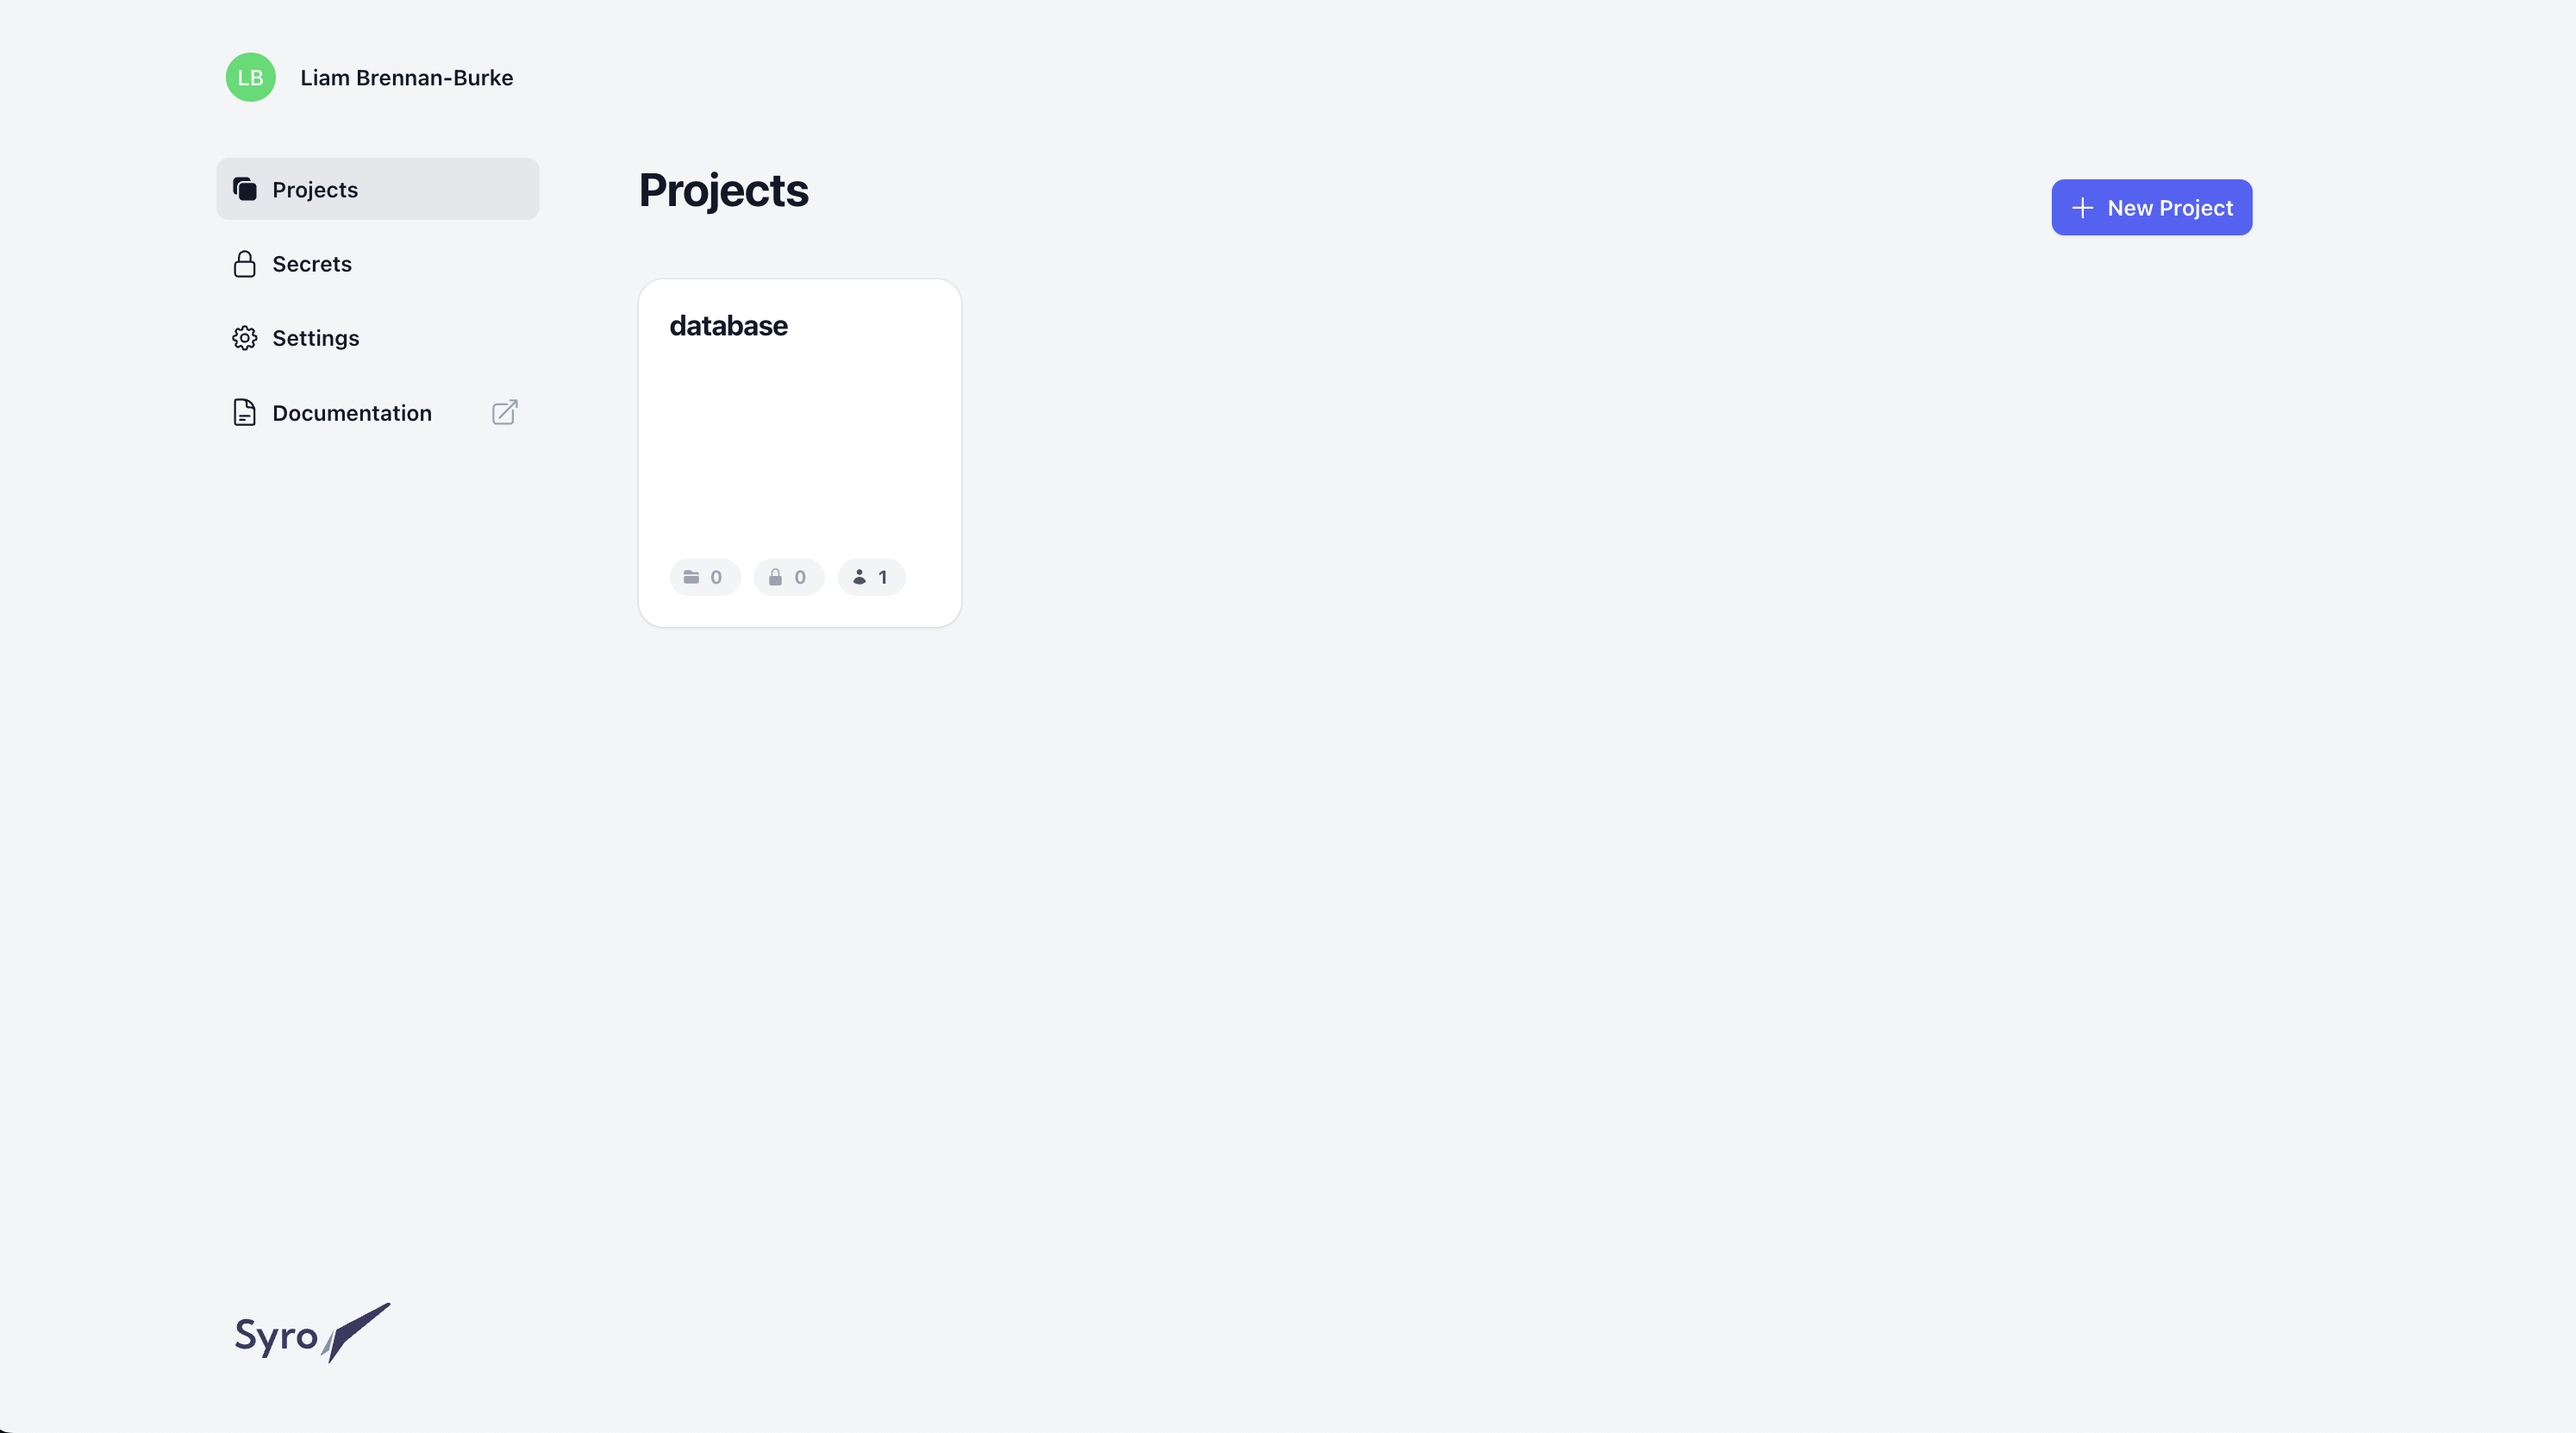 LB Liam Brennan-Burke
Projects
Secrets
Settings
Documentation
Projects
New Project
database
0 0 1
Syro